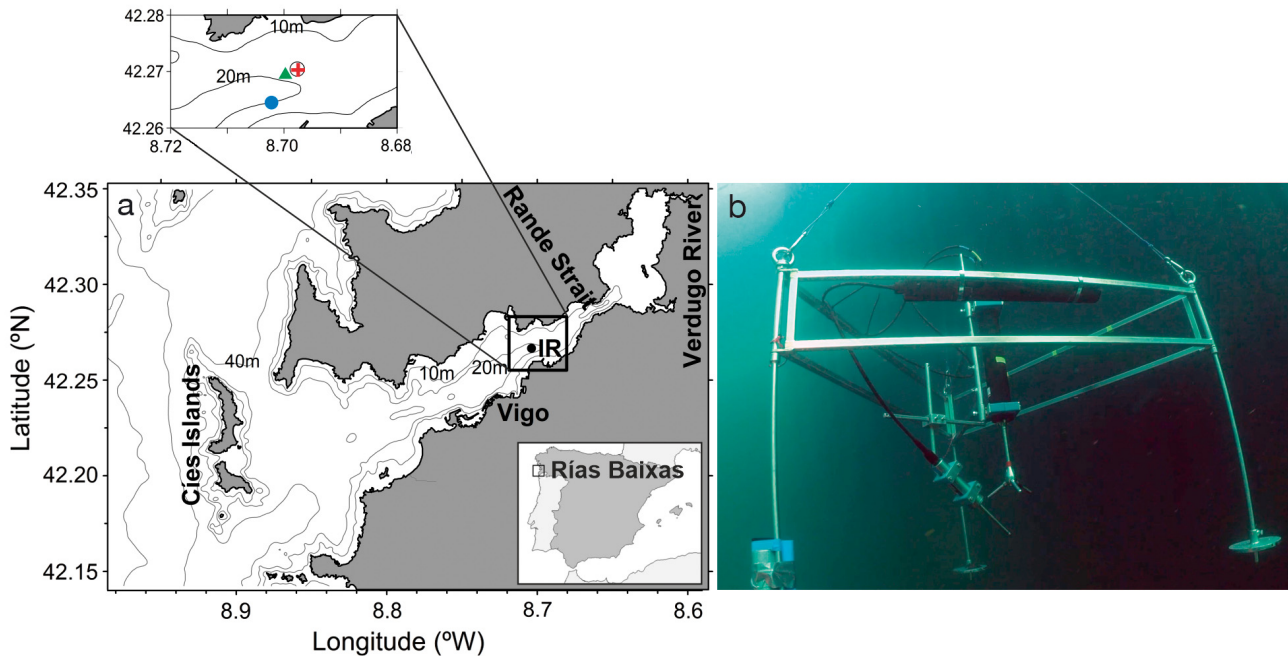 42.28
10m
42.27
20m
42.26
8.72
8.70
8.68
42.35
a
Rande Strait
Verdugo River
b
42.30
40m
IR
10m
20m
42.25
Vigo
Cíes Islands
Latitude (ºN)
Rías Baixas
42.20
42.15
8.9
8.8
8.7
8.6
Longitude (ºW)